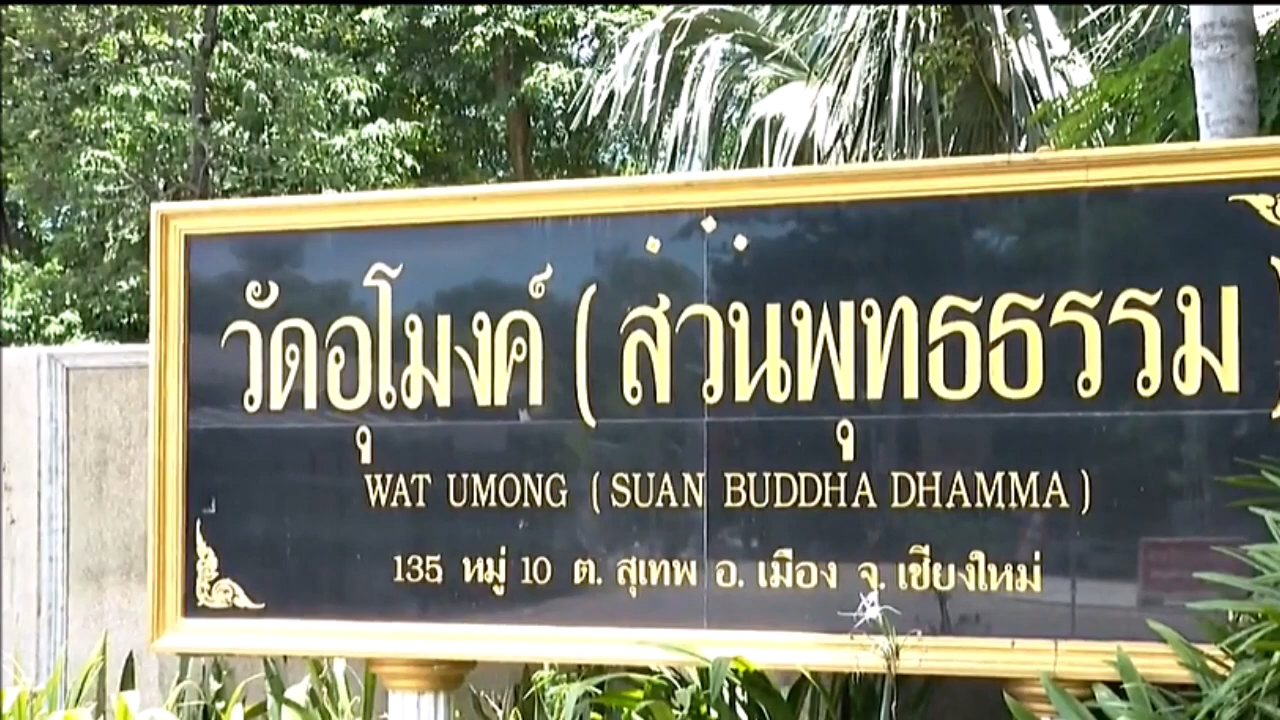 วัดอุโมงค์ (สวนพุทธธรรม)
WAT UMONG (SUAN BUDDHA DHAMMA)
135 หมู่ 10 ต. สุเทพ อ. เมือง จ. เชียงใหม่